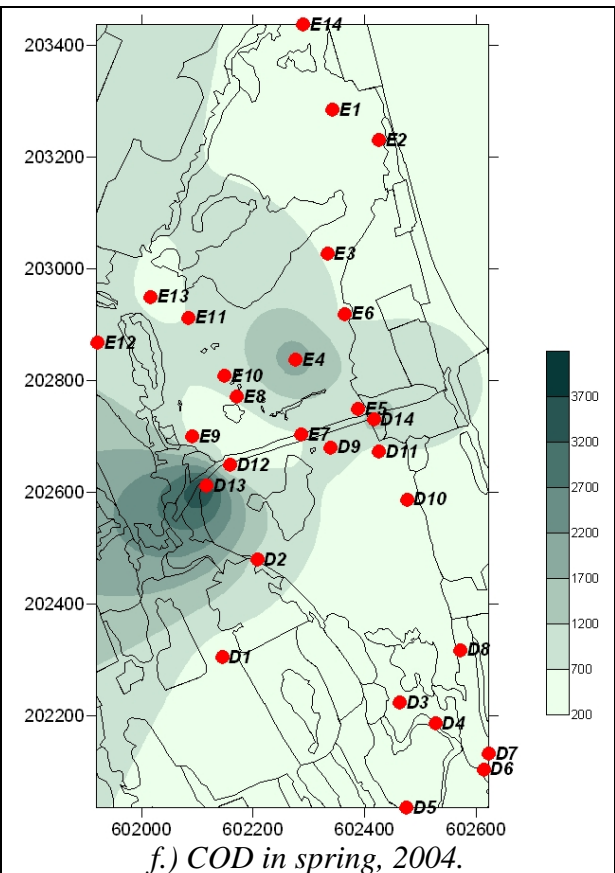 203400
E14
E1
E2
203200
E3
203000
E13
E11
E6
E12
E4
202800
E10
E8
E5
D14
E9
E7
D9
D11
D12
202600
D13
D10
D2
202400
D1
D8
D3
D4
202200
D7
D6
D5
602000 602200 602400 602600
3700
3200
2700
2200
1700
1200
700
200
f.) COD in spring, 2004.